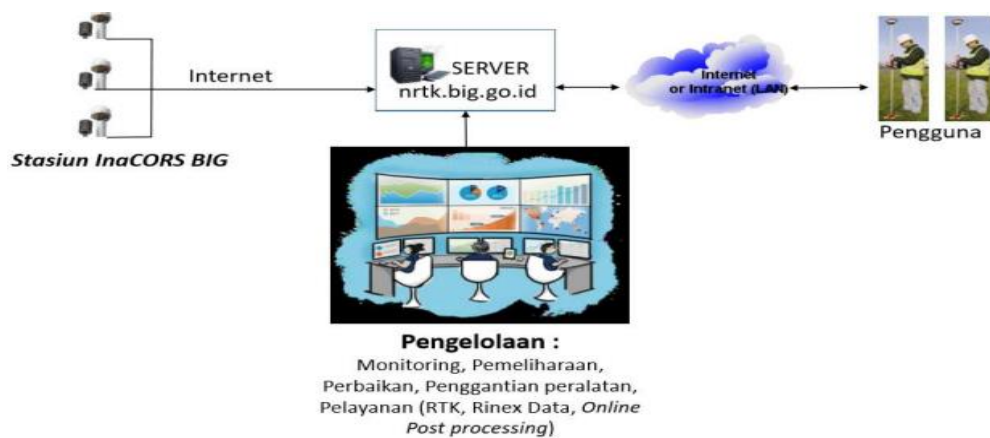 Internet
SERVER
nrtk.big.go.id
Internet
or Intranet (LAN)
Stasiun InaCORS BIG
Pengguna
Pengelolaan :
Monitoring, Pemeliharaan,
Perbaikan, Penggantian peralatan,
Pelayanan (RTK, Rinex Data, Online
Post processing)